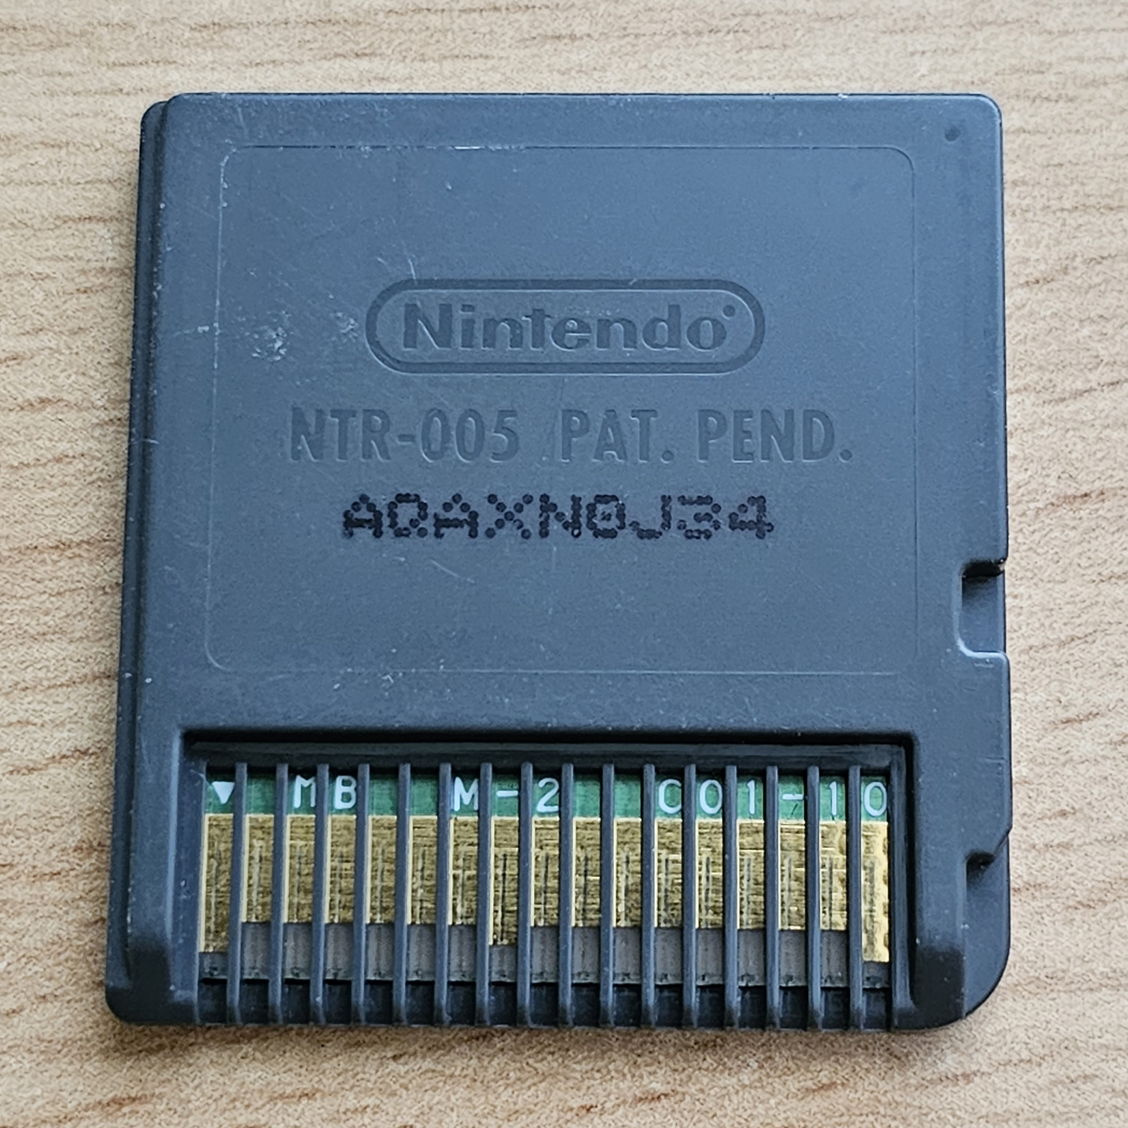 Nintendo®
NTR-005 PAT. PEND.
AQAXN0J34
MB M-2 C01-10